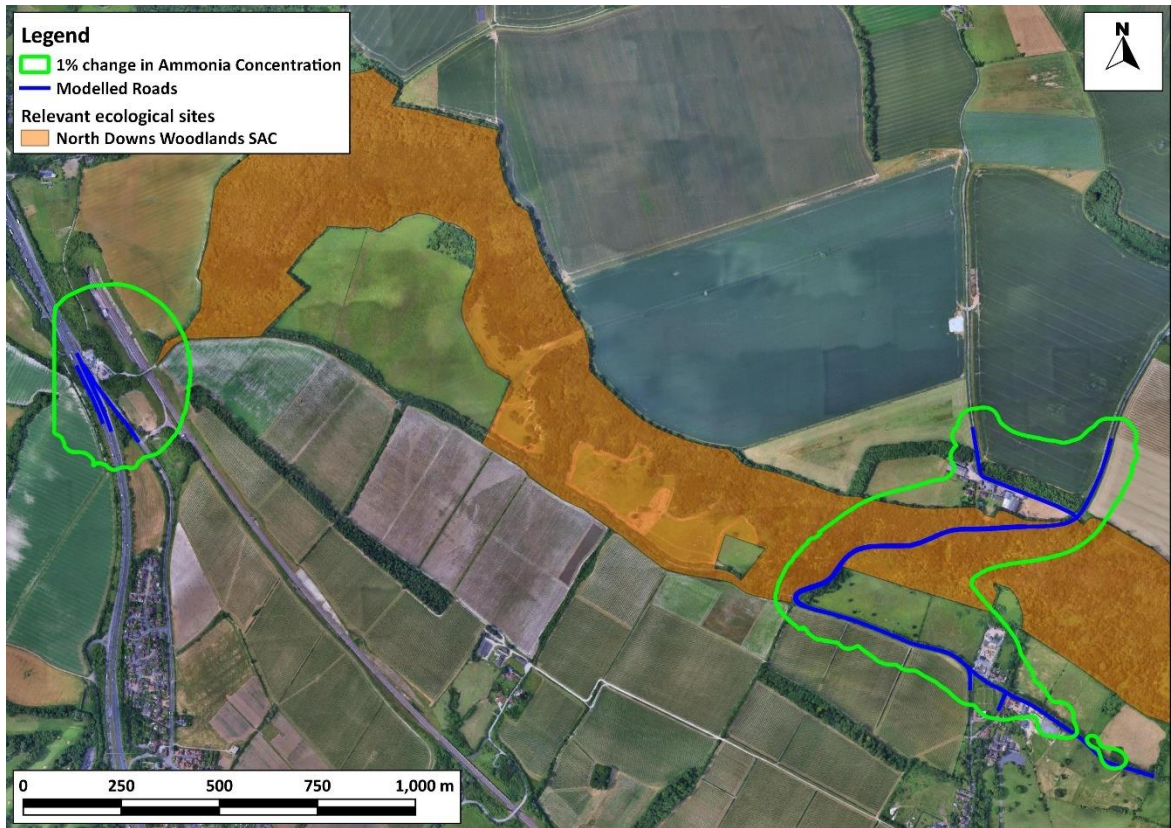 Legend
1% change in Ammonia Concentration
Modelled Roads
Relevant ecological sites
North Downs Woodlands SAC
N
0 250 500 750 1,000 m